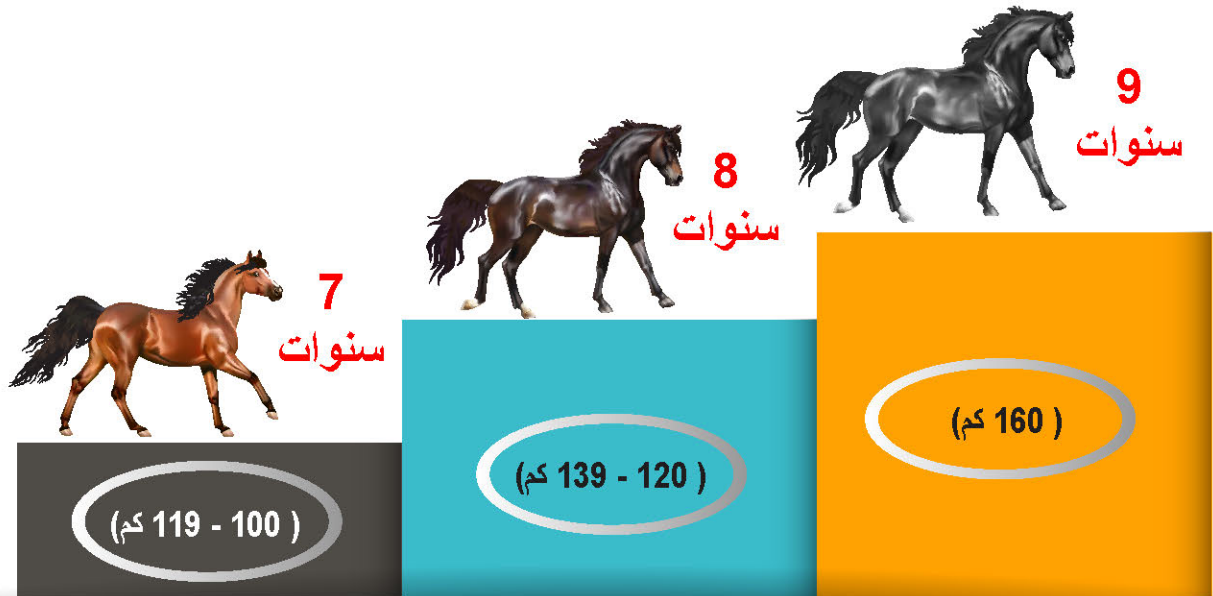 9
سنوات
8
سنوات
7
سنوات
( 160 كم)
( 120 - 139 كم)
( 100 - 119 كم)